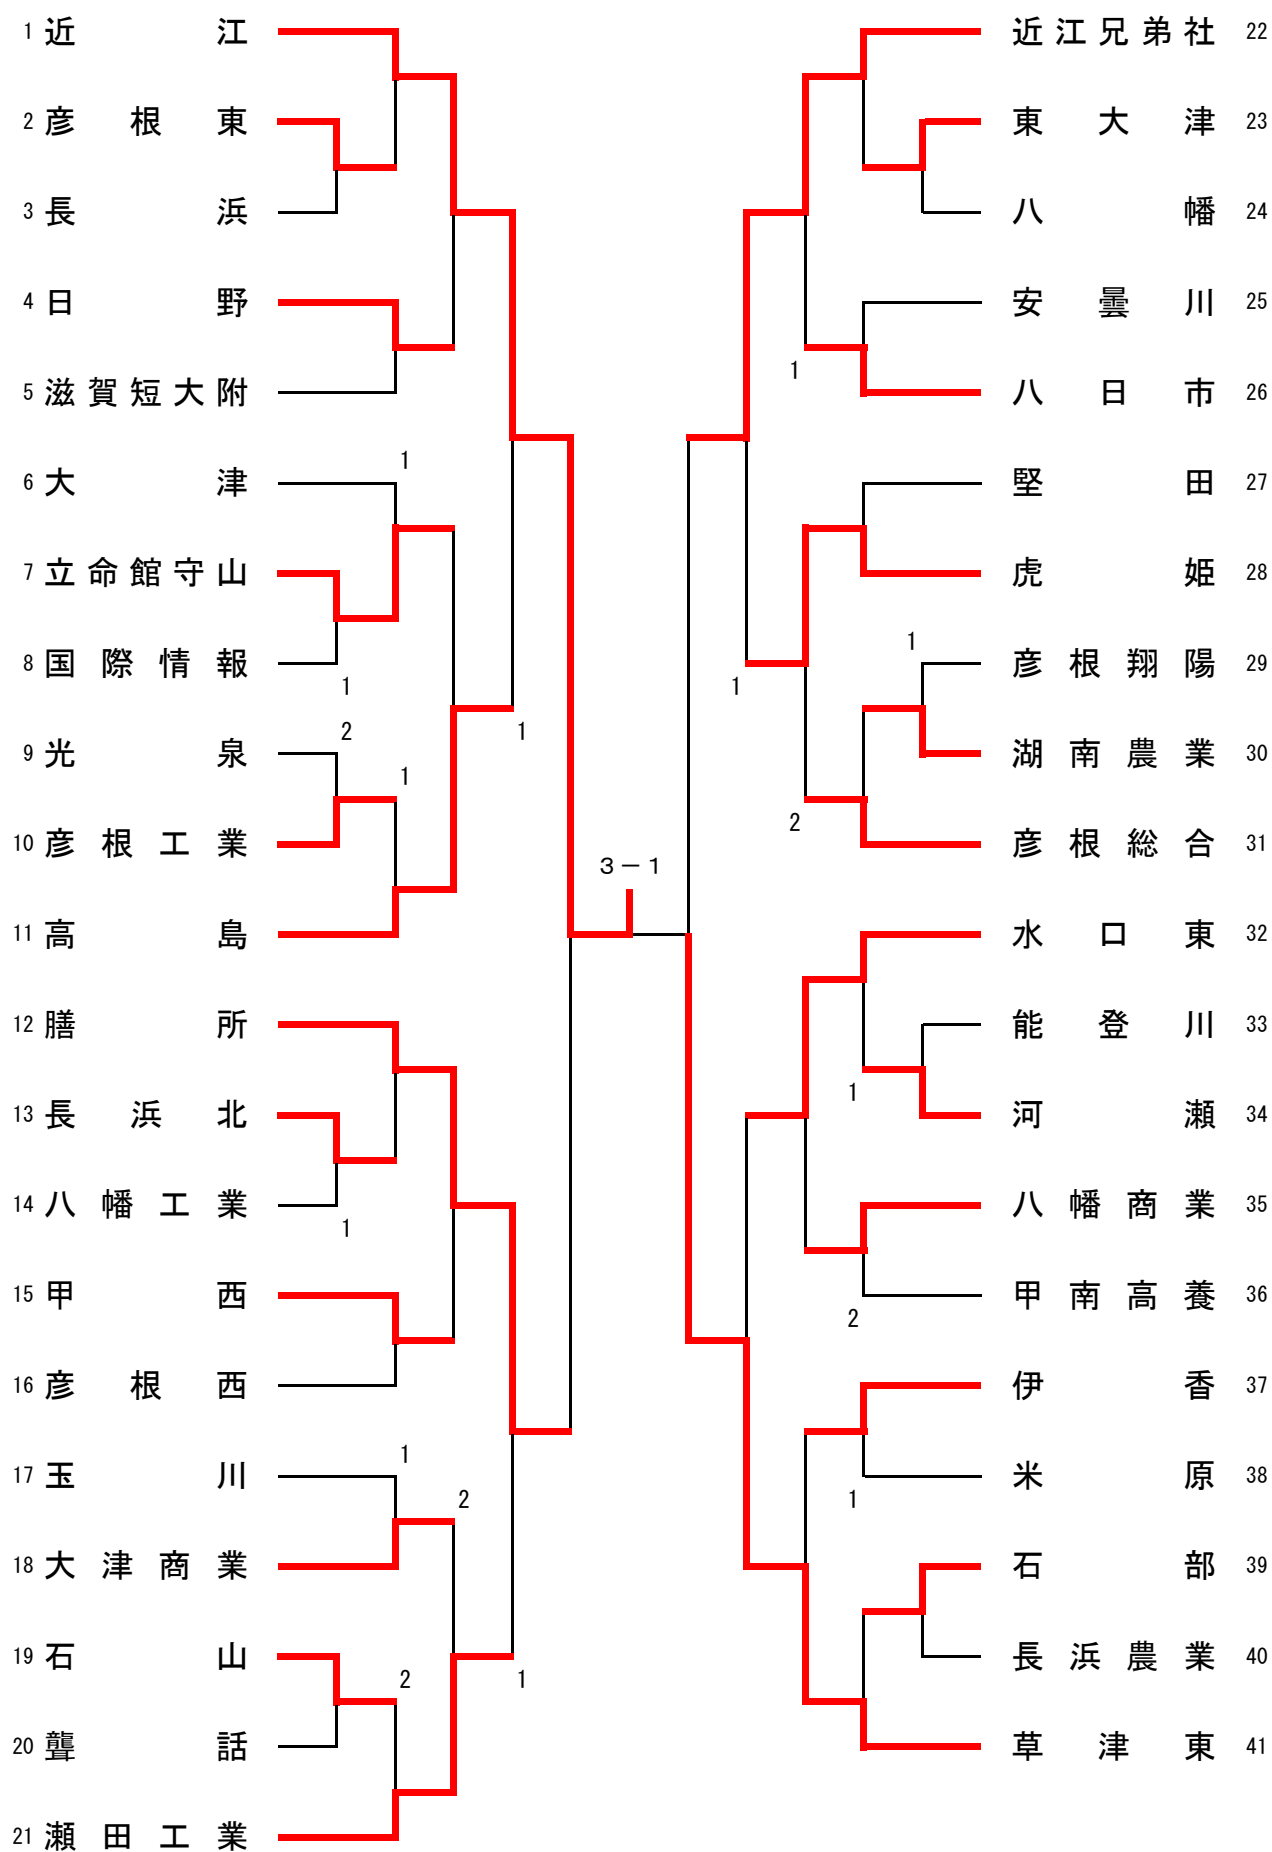 1 近江
2 彦根東
3 長浜
4 日野
5 滋賀短大附
1
6 大津
7 立命館守山
8 国際情報
1
2
9 光泉
1
1
10 彦根工業
11 高島
12 膳所
13 長浜北
14 八幡工業
1
15 甲西
16 彦根西
1
17 玉川
2
18 大津商業
19 石山
2
1
20 聾話
21 瀬田工業
3－1
近江兄弟社 22
東大津 23
八幡 24
安曇川 25
1
八日市 26
堅田 27
虎姫 28
1
彦根翔陽 29
1
湖南農業 30
2
彦根総合 31
水口東 32
能登川 33
1
河瀬 34
八幡商業 35
甲南高養 36
2
伊香 37
米原 38
1
石部 39
長浜農業 40
草津東 41